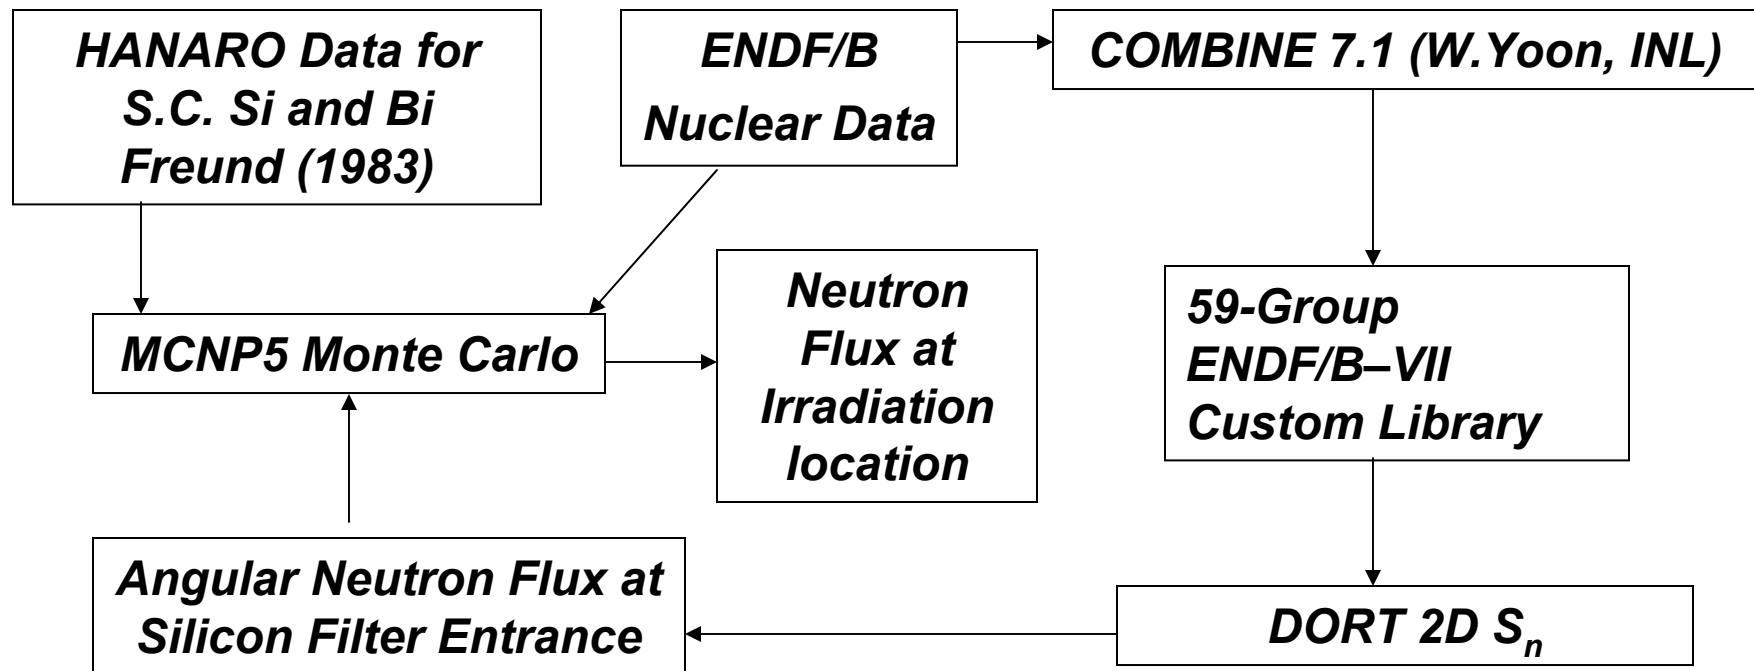 HANARO Data for
S.C. Si and Bi
Freund (1983)
ENDF/B
Nuclear Data
COMBINE 7.1 (W.Yoon, INL)
MCNP5 Monte Carlo
Neutron
Flux at
Irradiation
location
59-Group
ENDF/B–VII
Custom Library
Angular Neutron Flux at
Silicon Filter Entrance
DORT 2D Sn